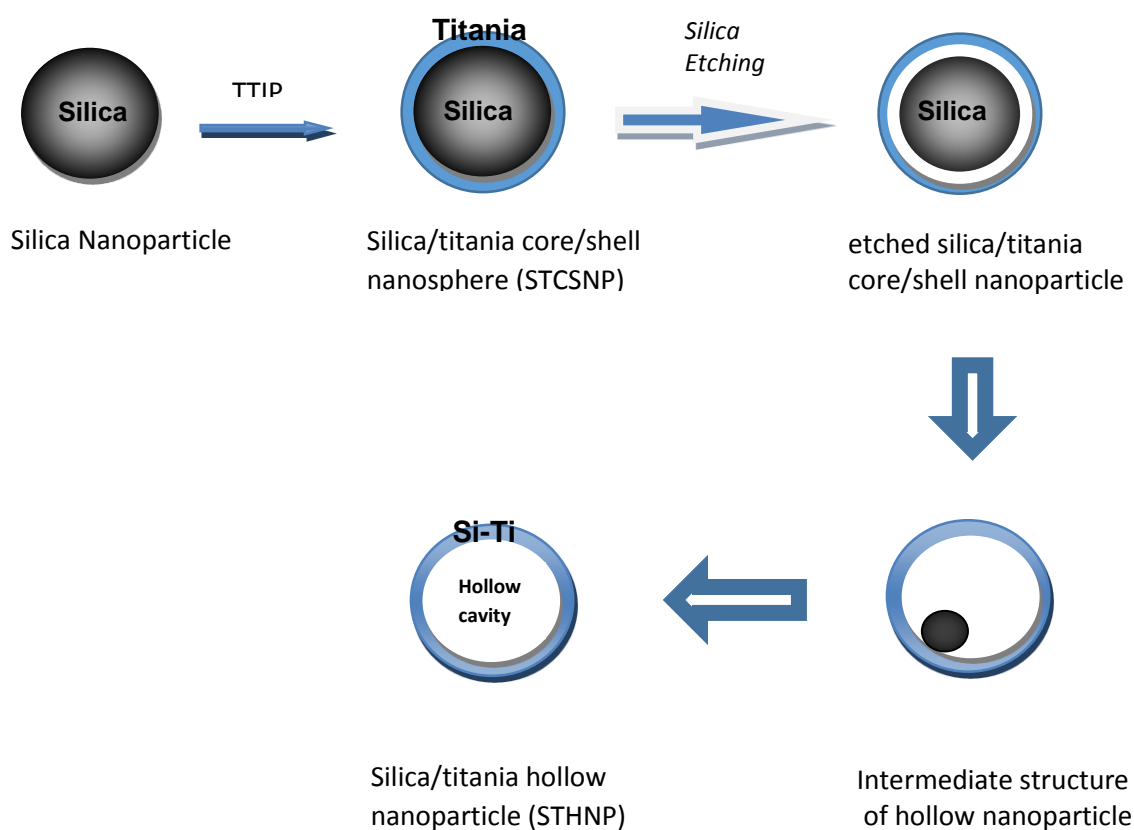 Titania
Silica
Etching
TTIP
Silica
Silica
Silica
Silica Nanoparticle
Silica/titania core/shell
nanosphere (STCSNP)
etched silica/titania
core/shell nanoparticle
Si-Ti
Hollow
cavity
Silica/titania hollow
nanoparticle (STHNP)
Intermediate structure
of hollow nanoparticle